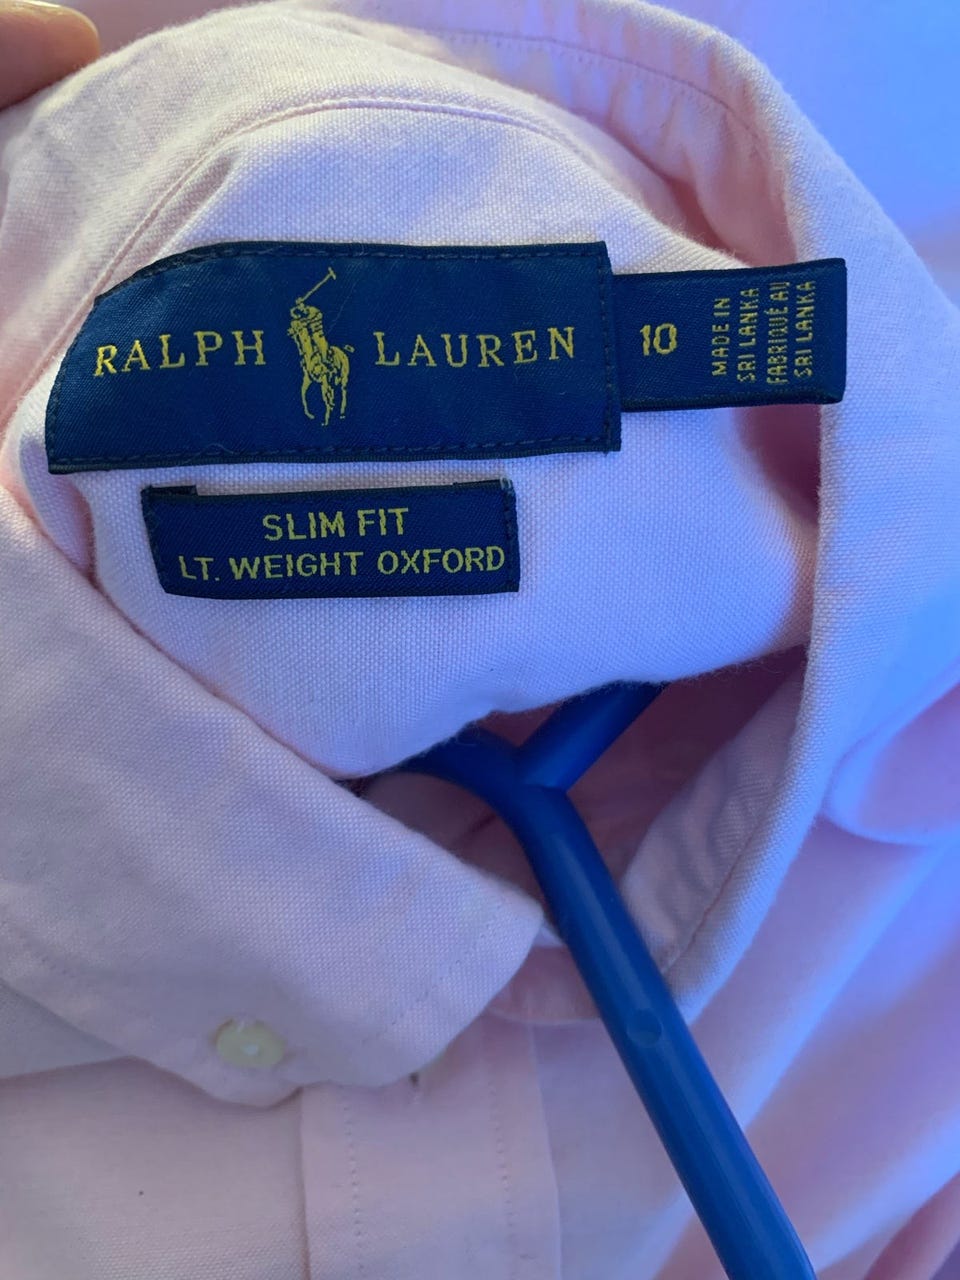 RALPH LAUREN
10
MADE IN
SRI LANKA
FABRIQUÉ AU
SRI LANKA
SLIM FIT
LT. WEIGHT OXFORD